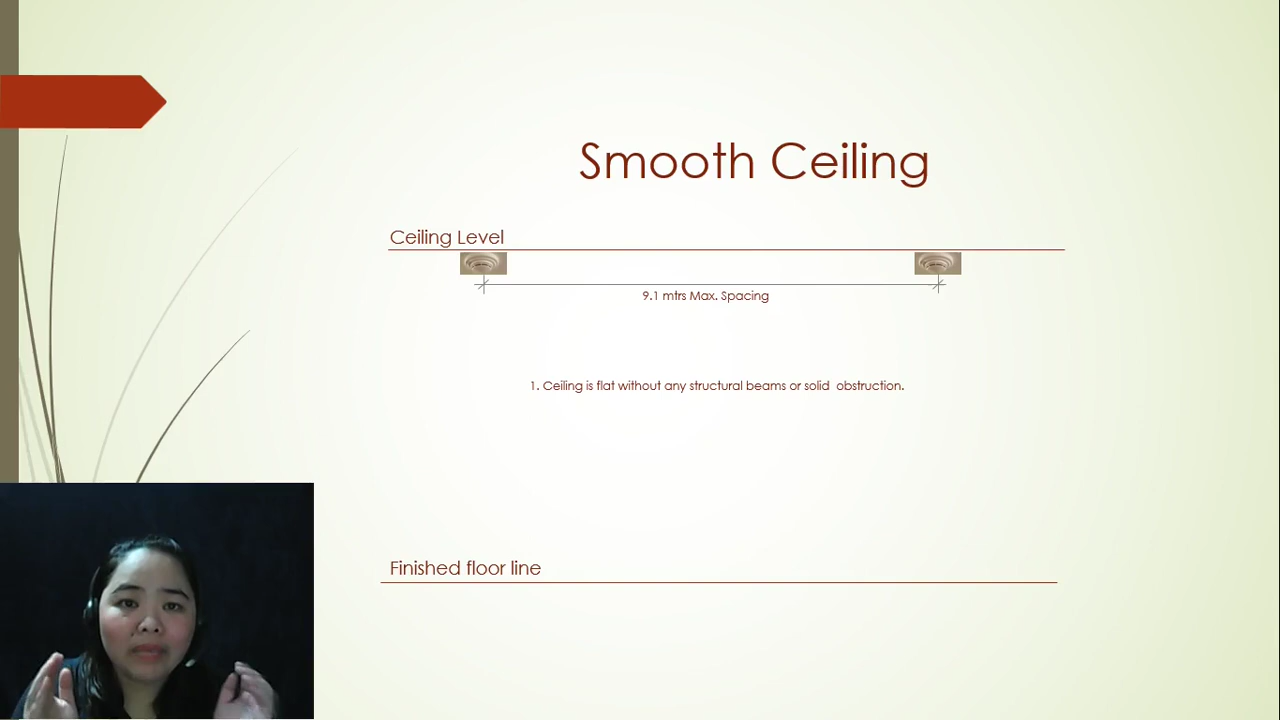 Smooth Ceiling
Ceiling Level
9.1 mtrs Max. Spacing
1. Ceiling is flat without any structural beams or solid  obstruction.
Finished floor line